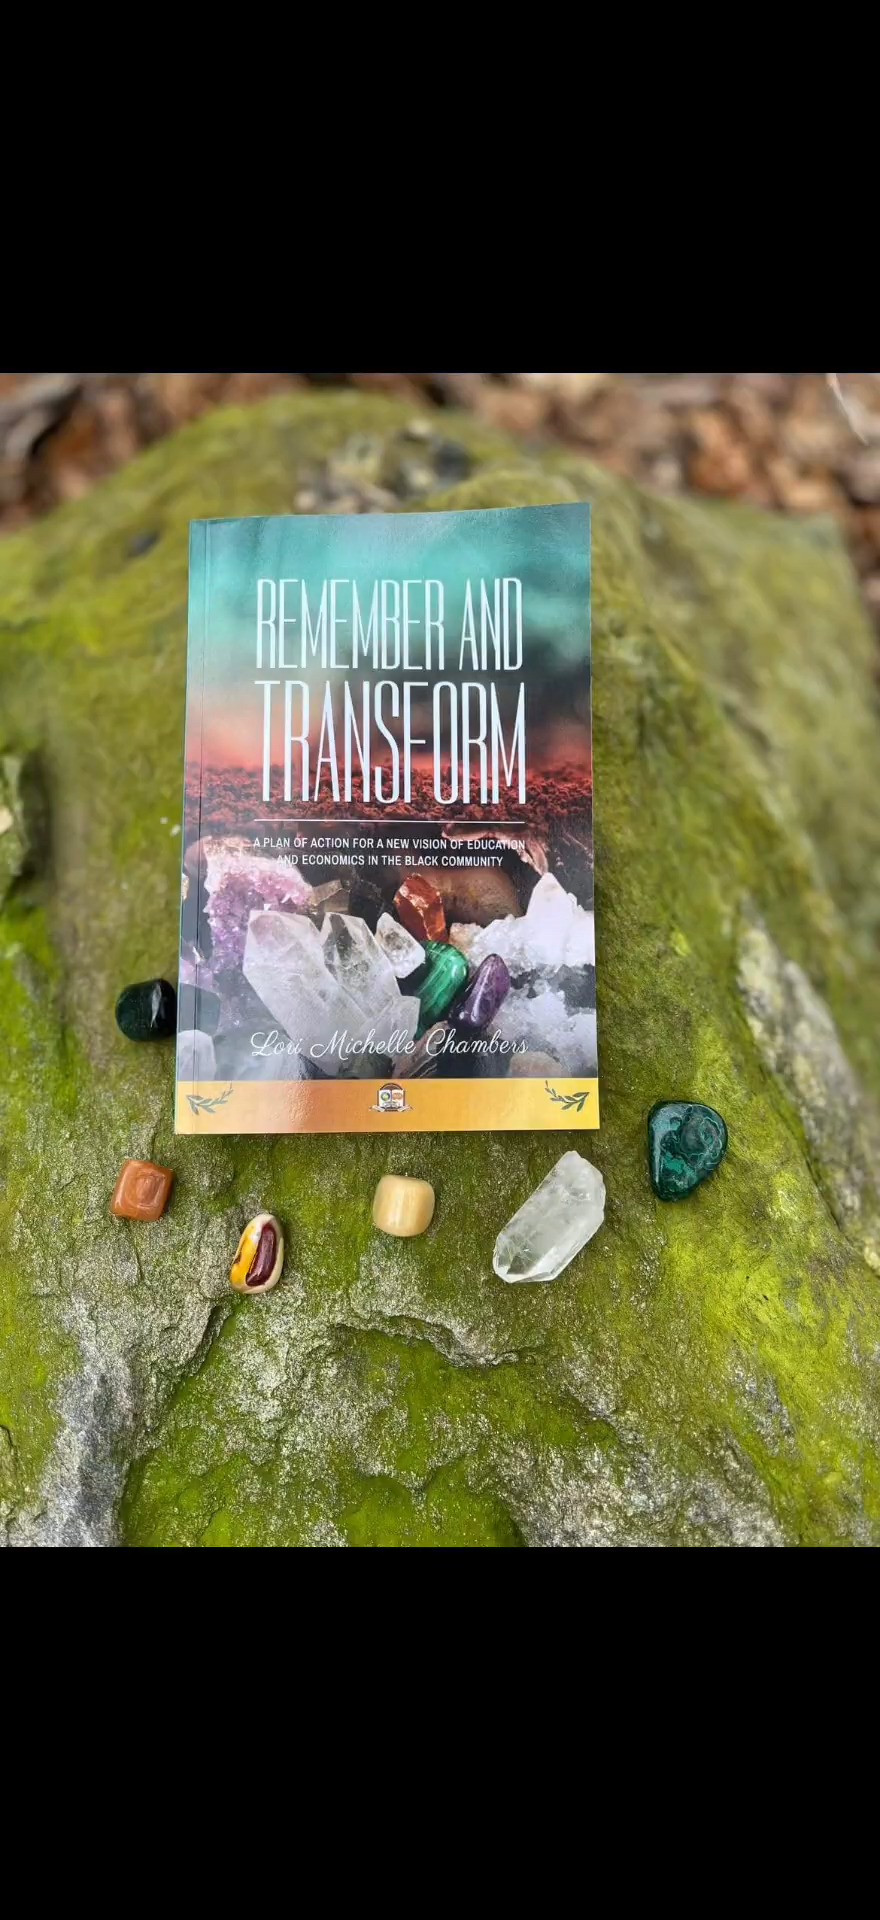 REMEMBER AND
TRANSFORM
A PLAN OF ACTION FOR A NEW VISION OF EDUCATION
AND ECONOMICS IN THE BLACK COMMUNITY
Lori Michelle Chambers